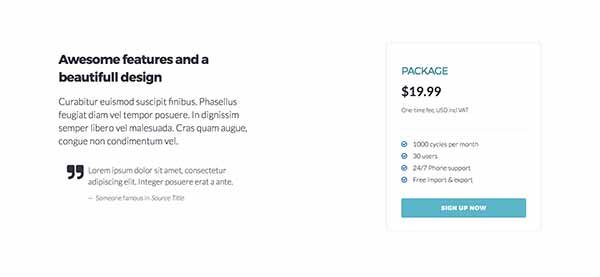 Awesome features and a
beautifull design
Curabitur euismod suscipit finibus. Phasellus
feugiat diam vel tempor posuere. In dignissim
semper libero vel malesuada. Cras quam augue,
congue non condimentum vel.
Lorem ipsum dolor sit amet, consectetur
adipiscing elit. Integer posuere erat a ante.
— Someone famous in Source Title
PACKAGE
$19.99
One time fee, USD incl VAT
1000 cycles per month
30 users
24/7 Phone support
Free import & export
SIGN UP NOW